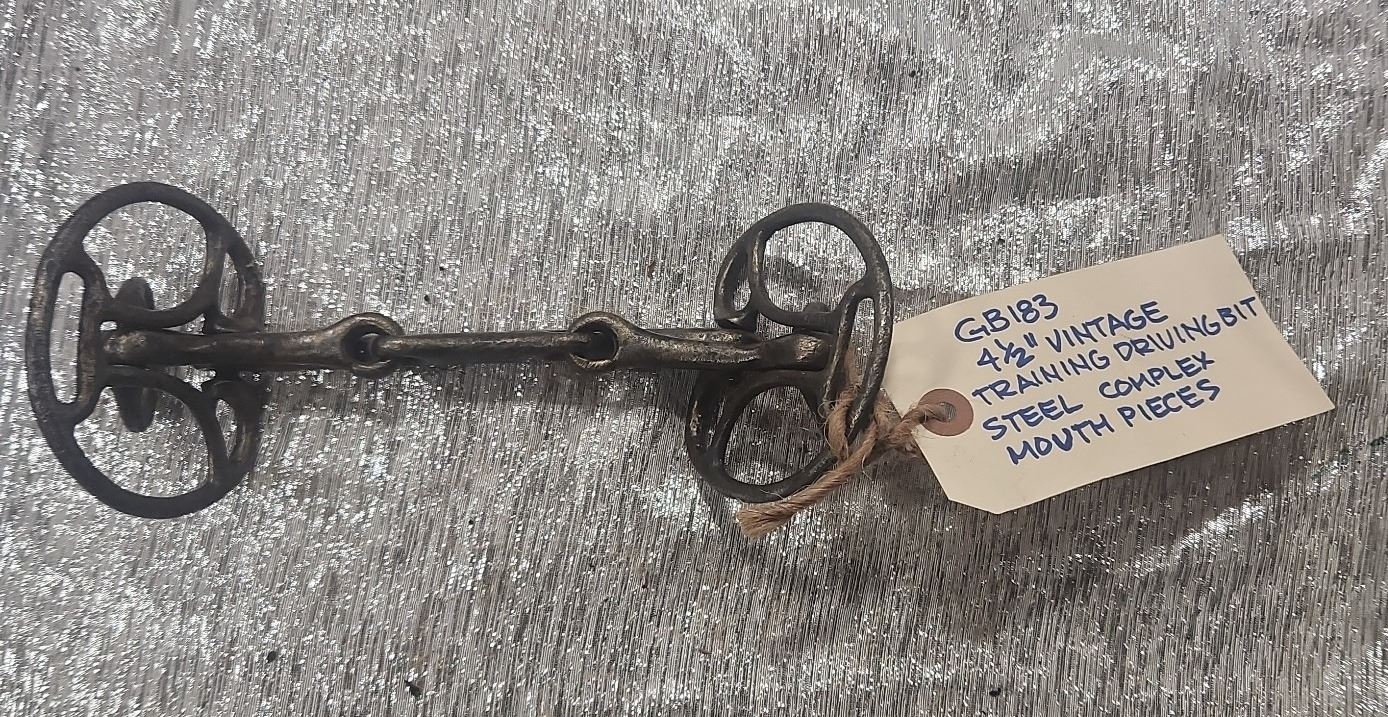 GB183
4½" VINTAGE
TRAINING DRIVING BIT
STEEL COMPLEX
MOUTH PIECES